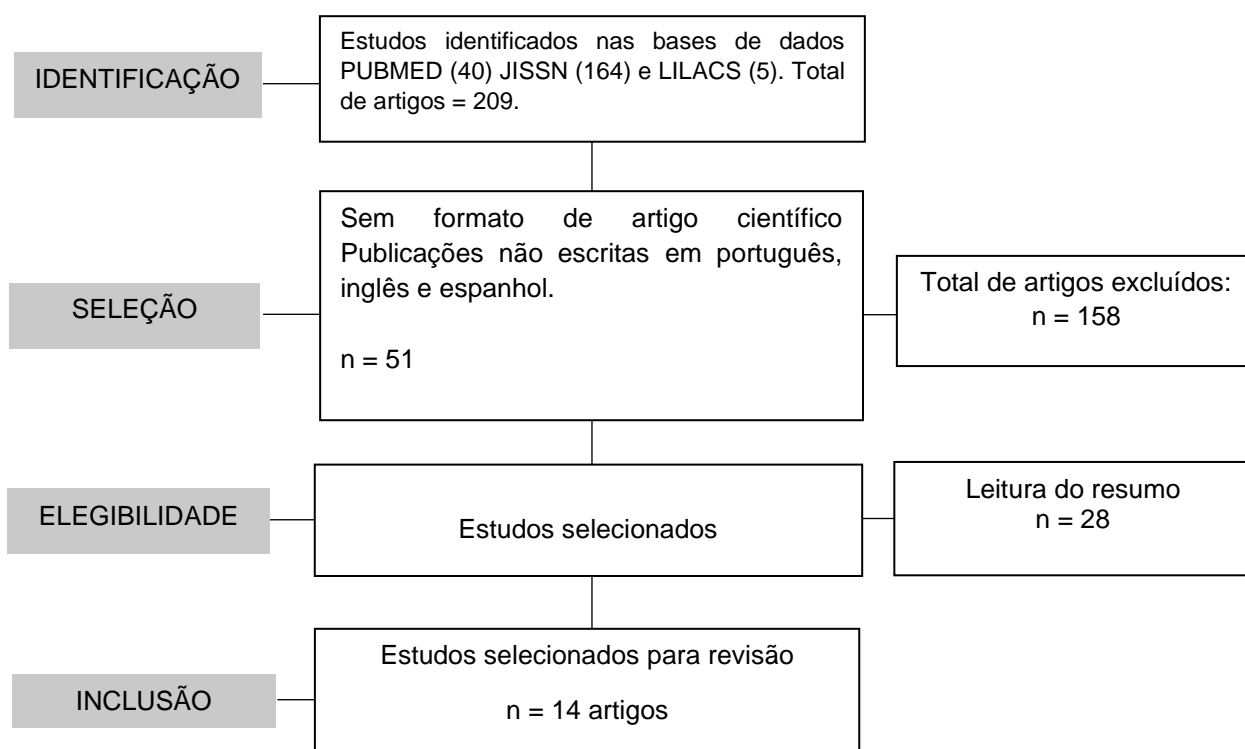 IDENTIFICAÇÃO
Estudos identificados nas bases de dados
PUBMED (40) JISSN (164) e LILACS (5). Total
de artigos = 209.
SELEÇÃO
Sem formato de artigo científico
Publicações não escritas em português,
inglês e espanhol.
n = 51
Total de artigos excluídos:
n = 158
ELEGIBILIDADE
Estudos selecionados
Leitura do resumo
n = 28
INCLUSÃO
Estudos selecionados para revisão
n = 14 artigos